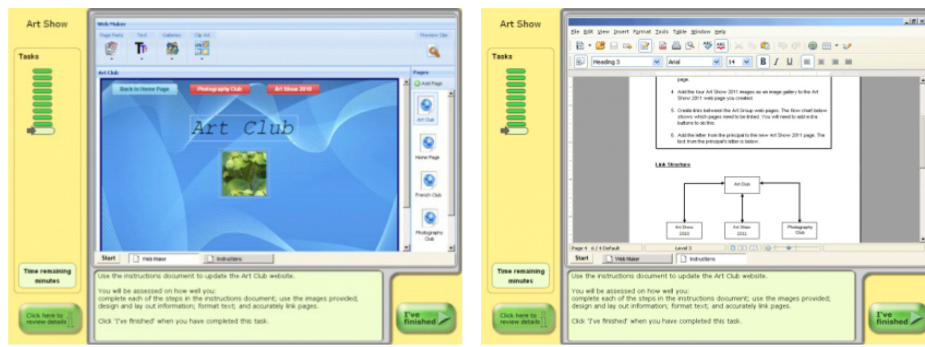 Art Show
Tasks
Time remaining
minutes
Click here to
review details
Web Maker
Page Parts
Text
Galleries
Clip Art
Preview Site
Art Club
Back to Home Page
Photography Club
Art Show 2010
Art Club
Pages
Add Page
Art Club
Home Page
French Club
Photography
Club
Start
Web Maker
Instructions
Use the instructions document to update the Art Club website.
You will be assessed on how well you:
complete each of the steps in the instructions document; use the images provided;
design and lay out information; format text; and accurately link pages.
Click 'I've finished' when you have completed this task.
I've
finished
Art Show
Tasks
Time remaining
minutes
Click here to
review details
File Edit View Insert Format Tools Table Window Help
Heading 3
Arial
14
B I U
page.
4. Add the four Art Show 2011 images as an image gallery to the Art
Show 2011 web page you created.
5. Create links between the Art Group web pages. The flow chart below
shows which pages need to be linked. You will need to add extra
buttons to do this.
6. Add the letter from the principal to the new Art Show 2011 page. The
text from the principal's letter is below.
Link Structure
Art Club
Art Show
2010
Art Show
2011
Photography
Club
Page 4 4 / 4 Default
Level 3
Start
Web Maker
Instructions
Use the instructions document to update the Art Club website.
You will be assessed on how well you:
complete each of the steps in the instructions document; use the images provided;
design and lay out information; format text; and accurately link pages.
Click 'I've finished' when you have completed this task.
I've
finished